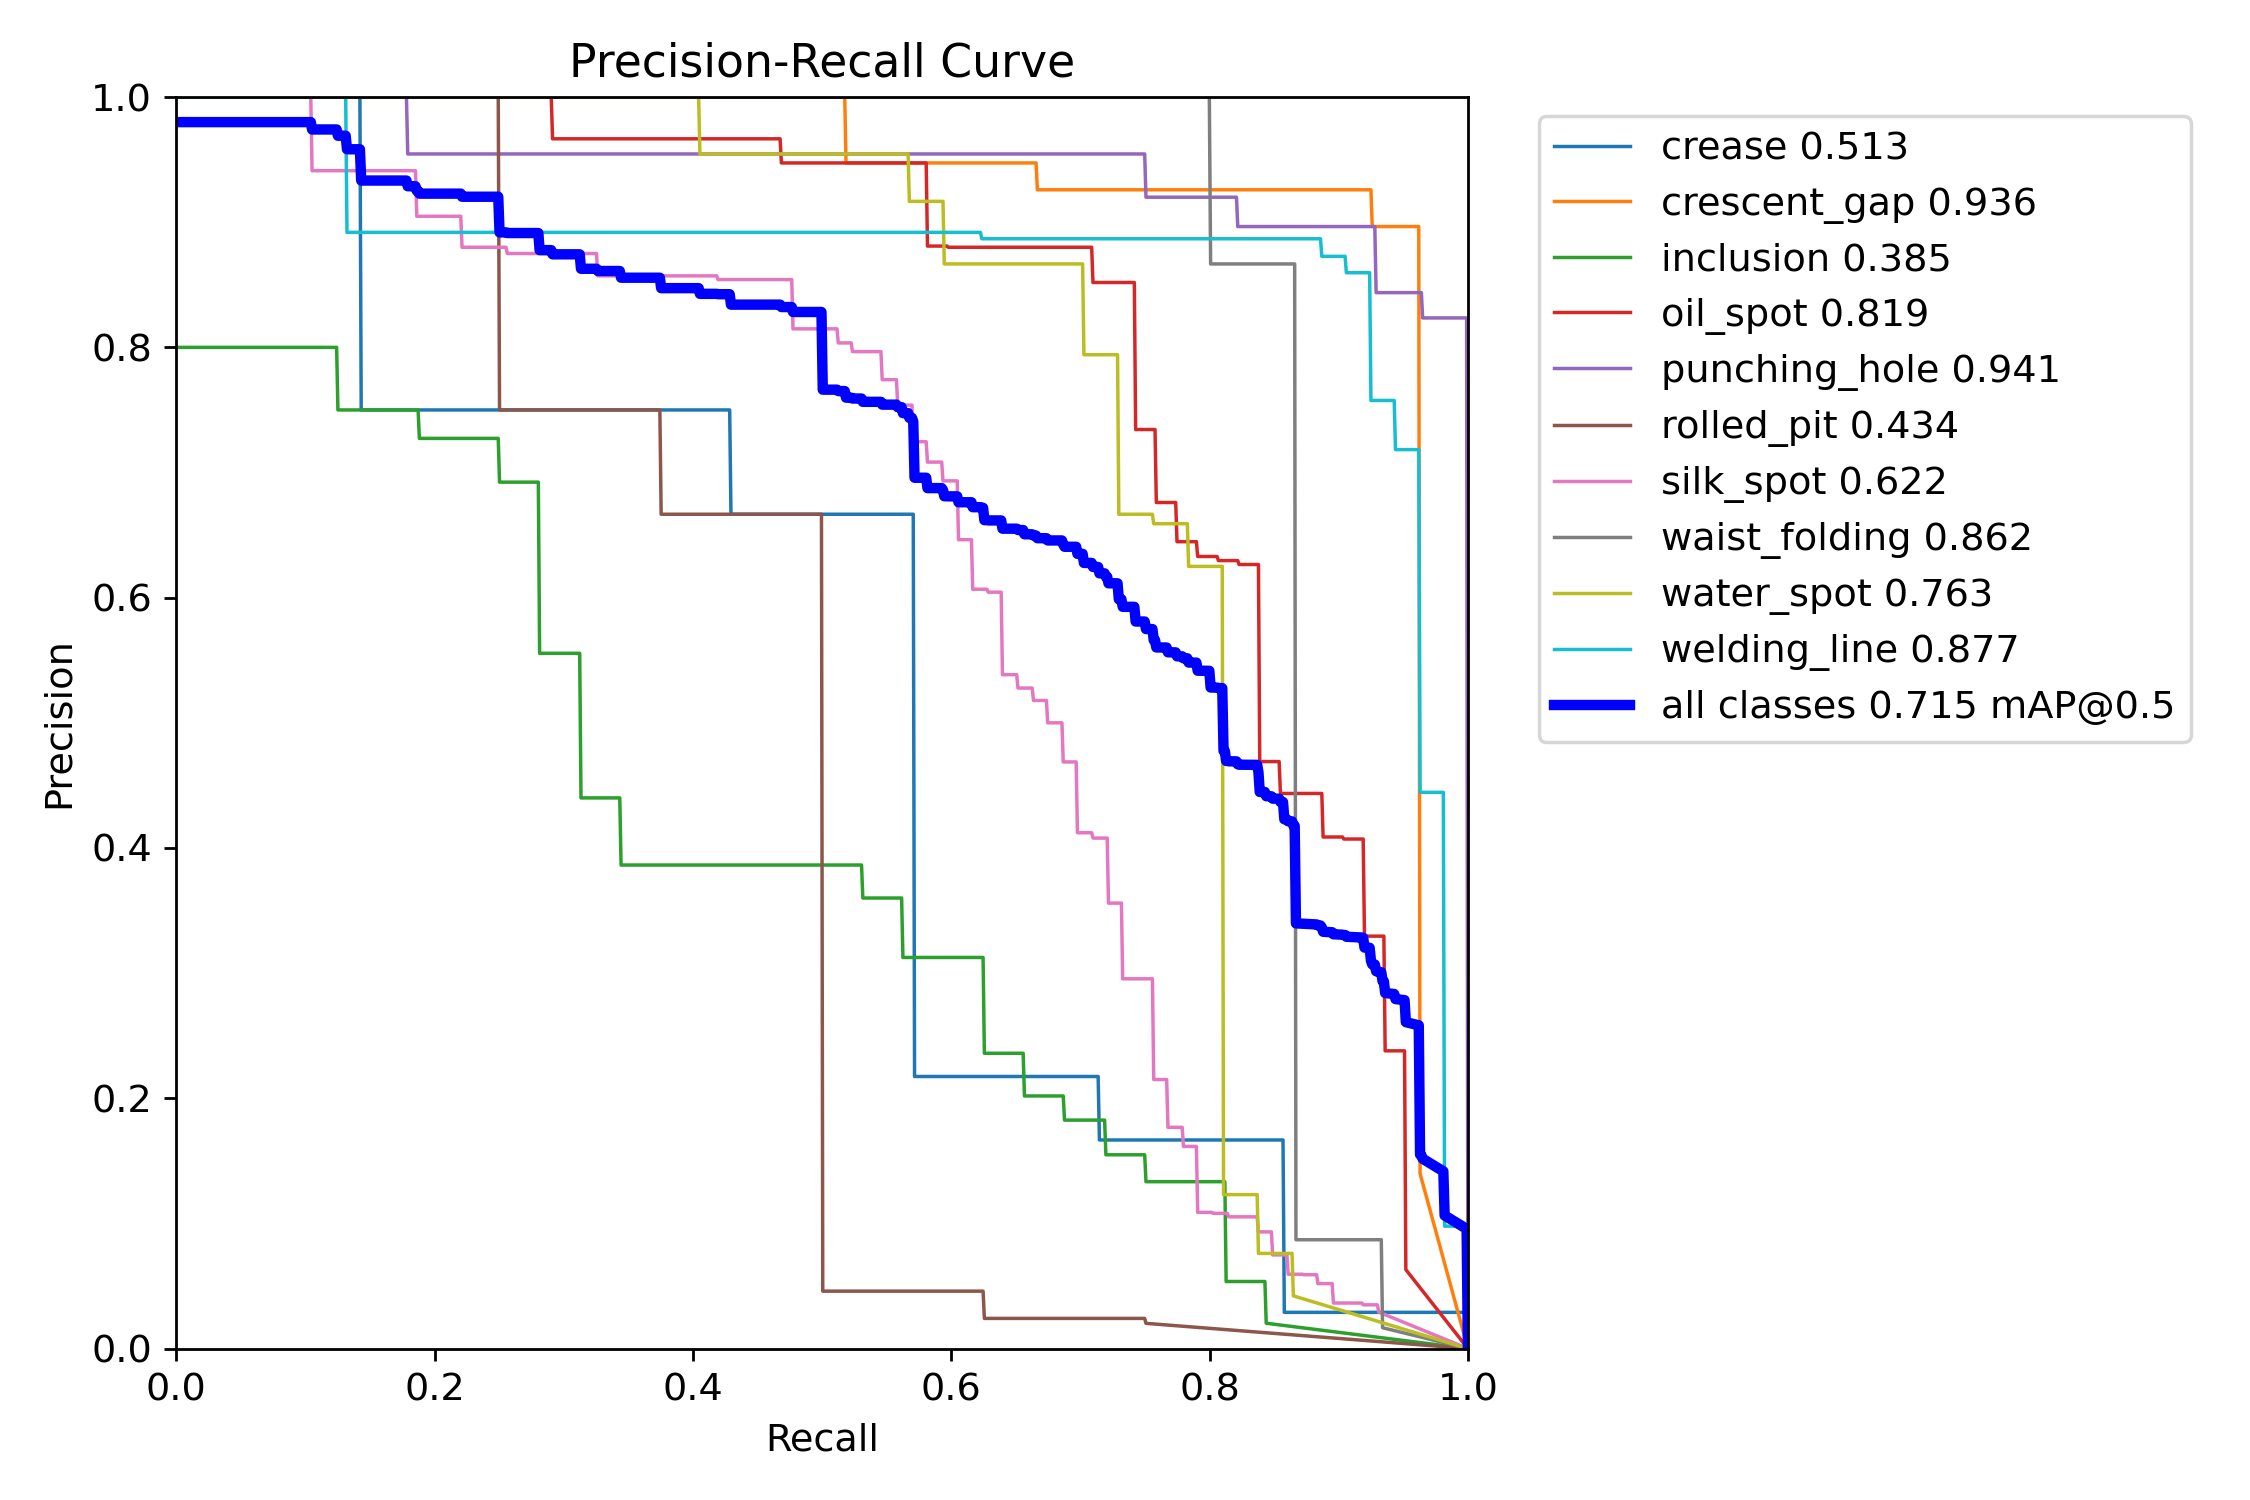 Precision-Recall Curve
1.0
0.8
0.6
0.4
0.2
0.0
Precision
0.0 0.2 0.4 0.6 0.8 1.0
Recall
crease 0.513
crescent_gap 0.936
inclusion 0.385
oil_spot 0.819
punching_hole 0.941
rolled_pit 0.434
silk_spot 0.622
waist_folding 0.862
water_spot 0.763
welding_line 0.877
all classes 0.715 mAP@0.5